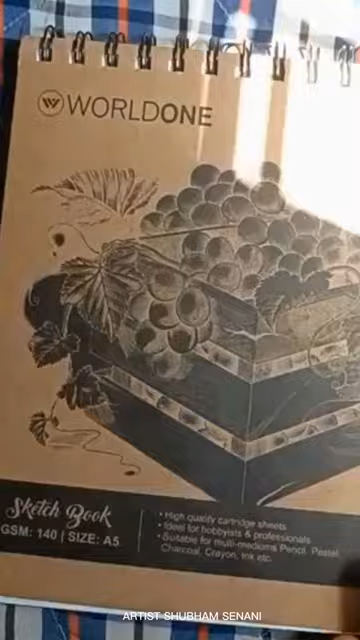 WORLDONE
Sketch Book
GSM: 140 | SIZE: A5
• High quality cartridge sheets
• Ideal for hobbyists & professionals
• Suitable for multi-mediums Pencil, Pastel
Charcoal, Crayon, Ink etc.
ARTIST SHUBHAM SENANI